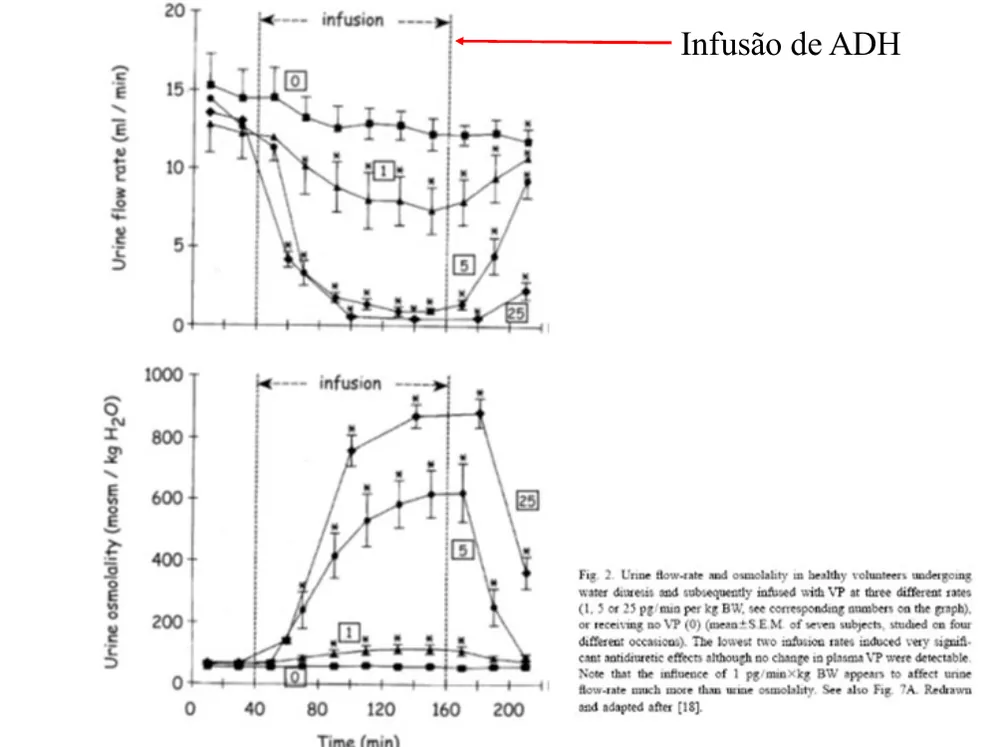 20
infusion
Infusão de ADH
0
15
Urine flow rate (ml / min)
10
1
5
5
25
0
1000
infusion
Urine osmolality (mosm / kg H2O)
800
600
25
5
400
200
1
0
0
0 40 80 120 160 200
Time (min)
Fig. 2. Urine flow-rate and osmolality in healthy volunteers undergoing
water diuresis and subsequently infused with VP at three different rates
(1, 5 or 25 pg/min per kg BW, see corresponding numbers on the graph),
or receiving no VP (0) (mean±S.E.M. of seven subjects, studied on four
different occasions). The lowest two infusion rates induced very signifi-
cant antidiuretic effects although no change in plasma VP were detectable.
Note that the influence of 1 pg/min×kg BW appears to affect urine
flow-rate much more than urine osmolality. See also Fig. 7A. Redrawn
and adapted after [18].